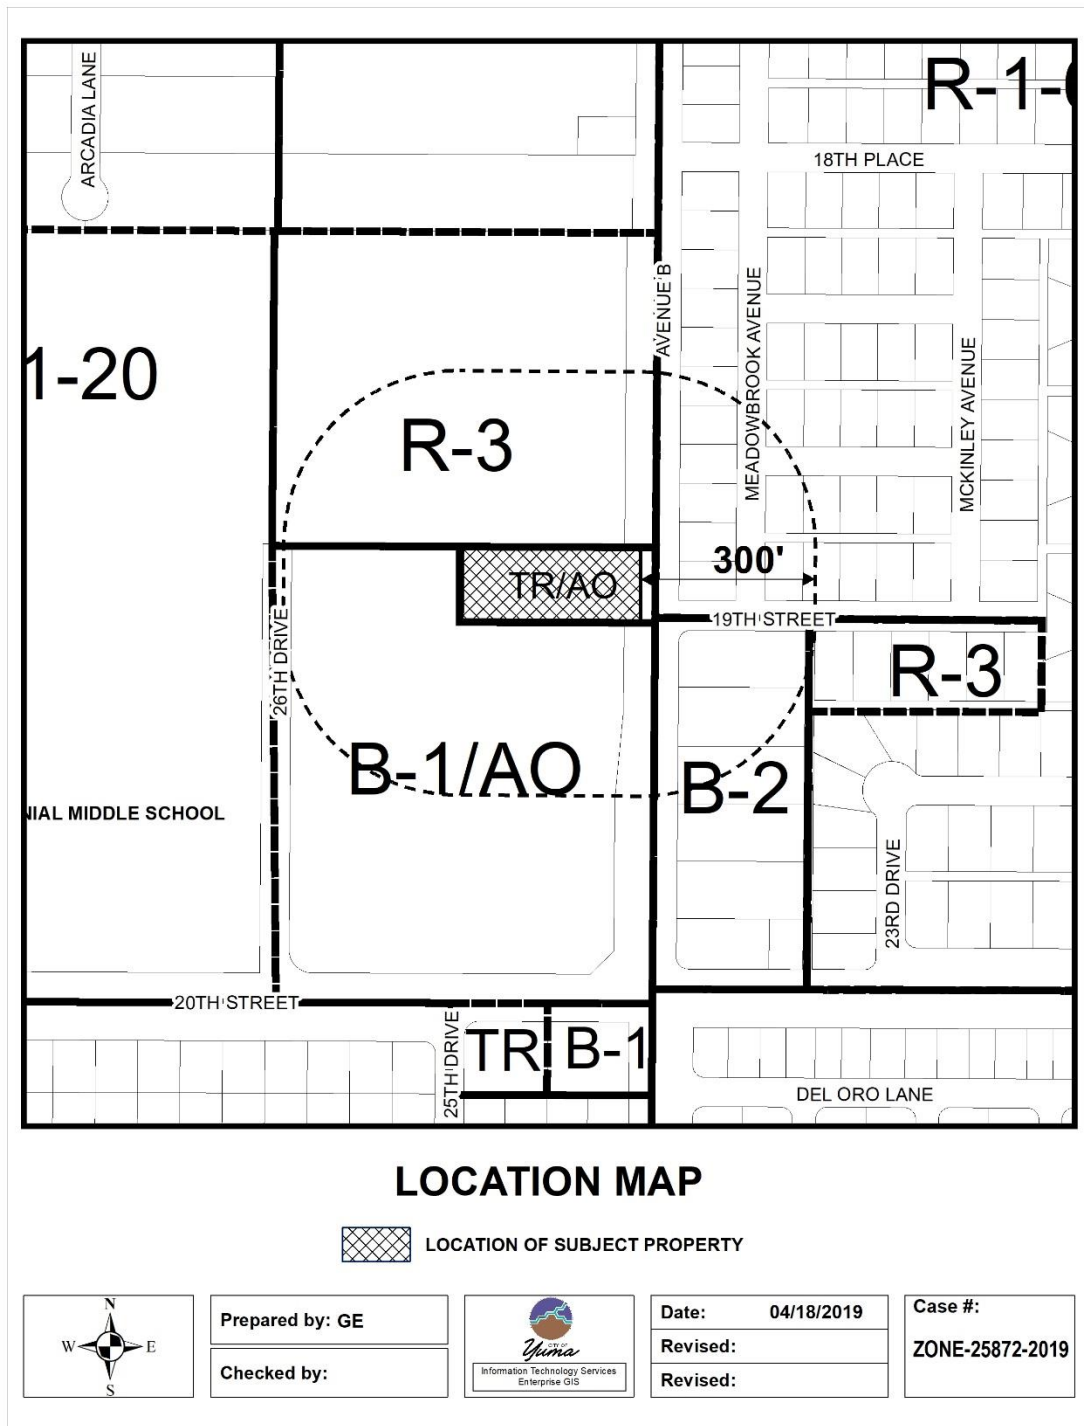 ARCADIA LANE
R-1-
18TH PLACE
AVENUE B
MEADOWBROOK AVENUE
MCKINLEY AVENUE
1-20
R-3
300'
TR/AO
19TH STREET
26TH DRIVE
R-3
B-1/AO
B-2
NIAL MIDDLE SCHOOL
23RD DRIVE
20TH STREET
25TH DRIVE
TR
B-1
DEL ORO LANE
LOCATION MAP
LOCATION OF SUBJECT PROPERTY
N
W E
S
Prepared by: GE
Checked by:
CITY OF
Yuma
Information Technology Services
Enterprise GIS
Date: 04/18/2019
Revised:
Revised:
Case #:
ZONE-25872-2019